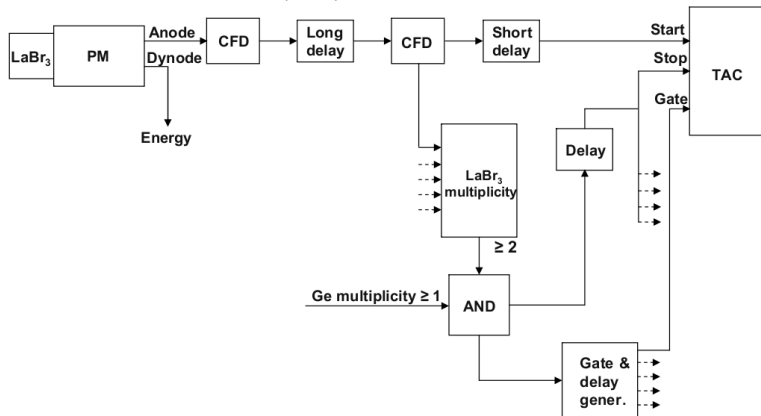 LaBr3
PM
Anode
Dynode
Energy
CFD
Long
delay
CFD
Short
delay
Start
Stop
Gate
TAC
LaBr3
multiplicity
≥ 2
Delay
Ge multiplicity ≥ 1
AND
Gate &
delay
gener.